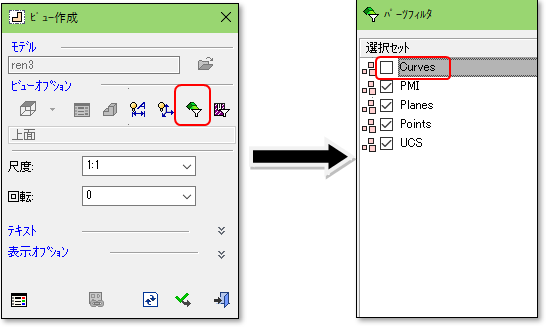 ビュー作成
モデル
ren3
ビューオプション
上面
尺度:
1:1
回転:
0
テキスト
表示オプション
パーツフィルタ
選択セット
Curves
PMI
Planes
Points
UCS